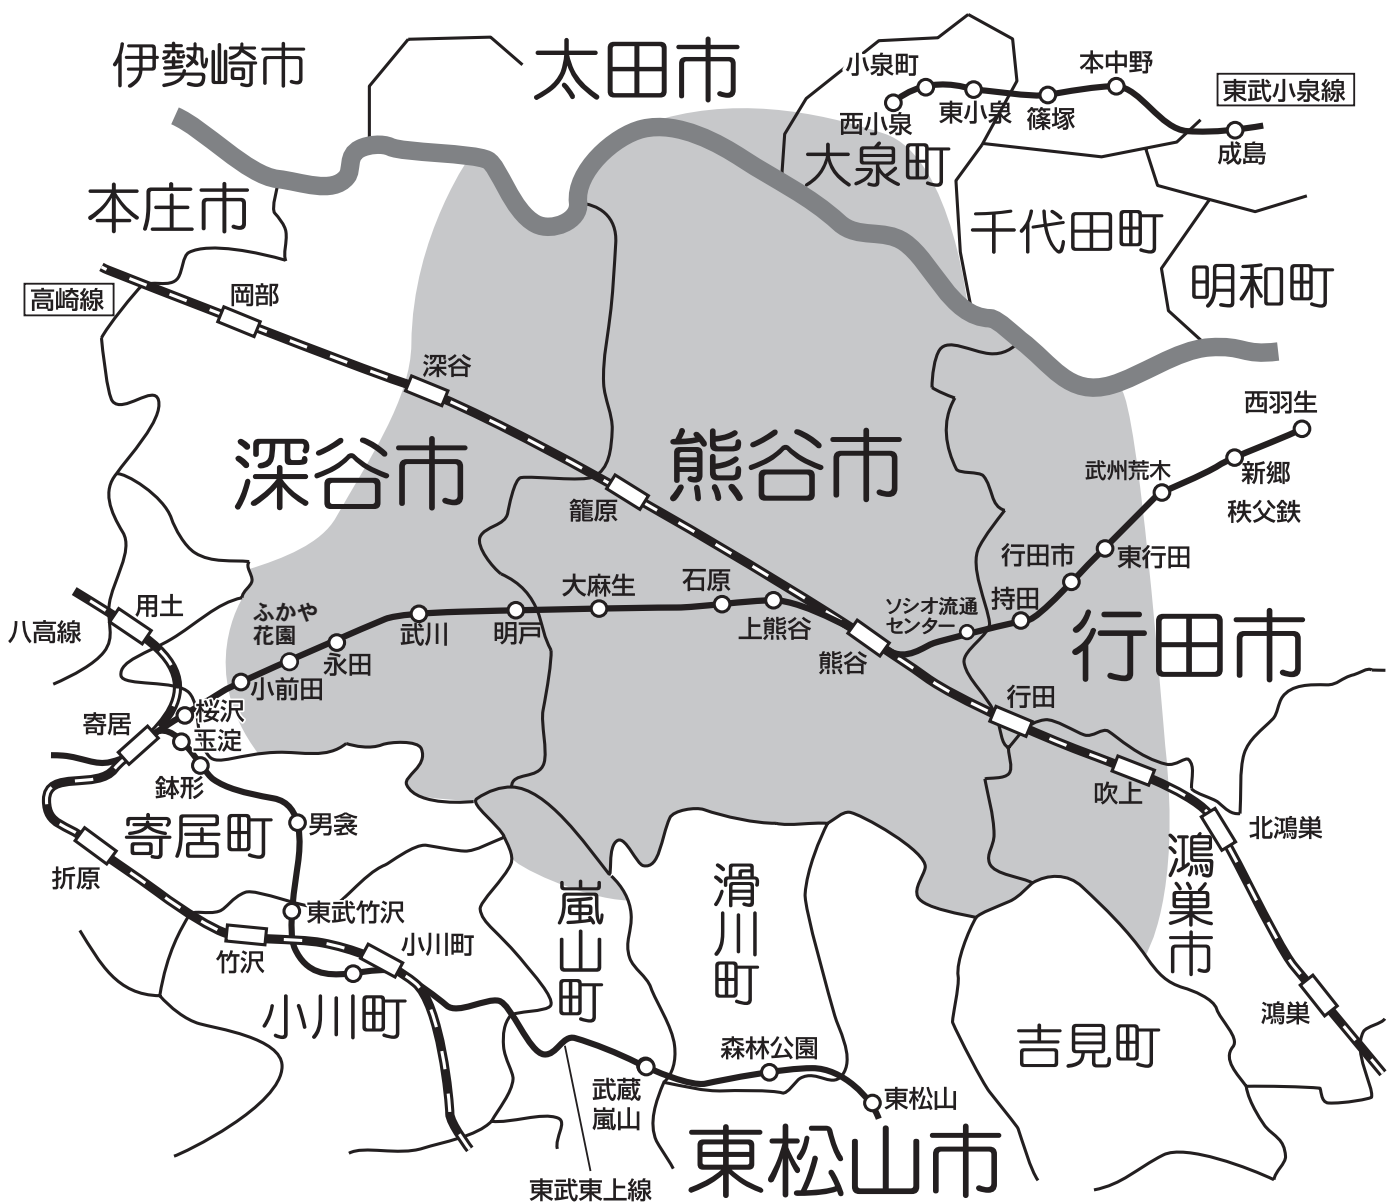 伊勢崎市
太田市
小泉町
本中野
東武小泉線
西小泉
東小泉
篠塚
成島
大泉町
本庄市
千代田町
明和町
高崎線
岡部
深谷
西羽生
深谷市
熊谷市
武州荒木
新郷
籠原
秩父鉄
行田市
東行田
用土
八高線
ふかや
花園
大麻生
石原
ソシオ流通
センター
持田
武川
明戸
上熊谷
行田市
永田
熊谷
小前田
行田
桜沢
寄居
玉淀
鉢形
吹上
寄居町
男衾
北鴻巣
折原
鴻巣市
嵐山町
滑川町
東武竹沢
小川町
竹沢
小川町
鴻巣
吉見町
森林公園
武蔵
嵐山
東松山
東松山市
東武東上線